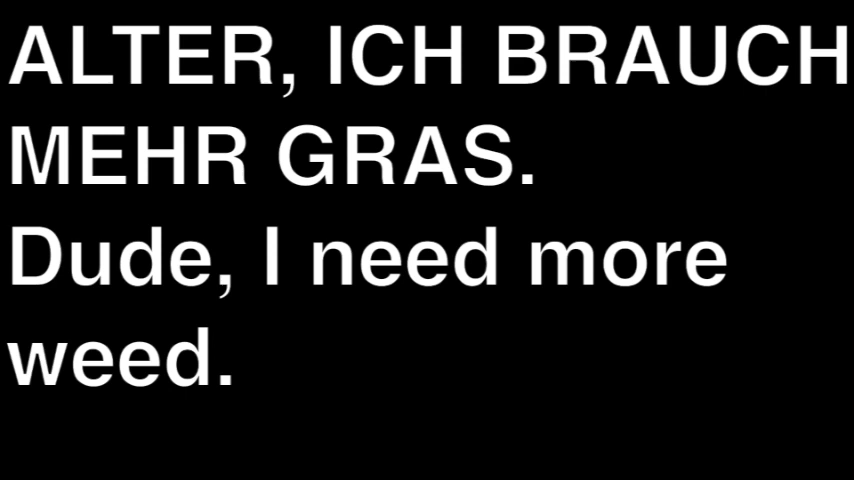 ALTER, ICH BRAUCH
MEHR GRAS.
Dude, I need more
weed.